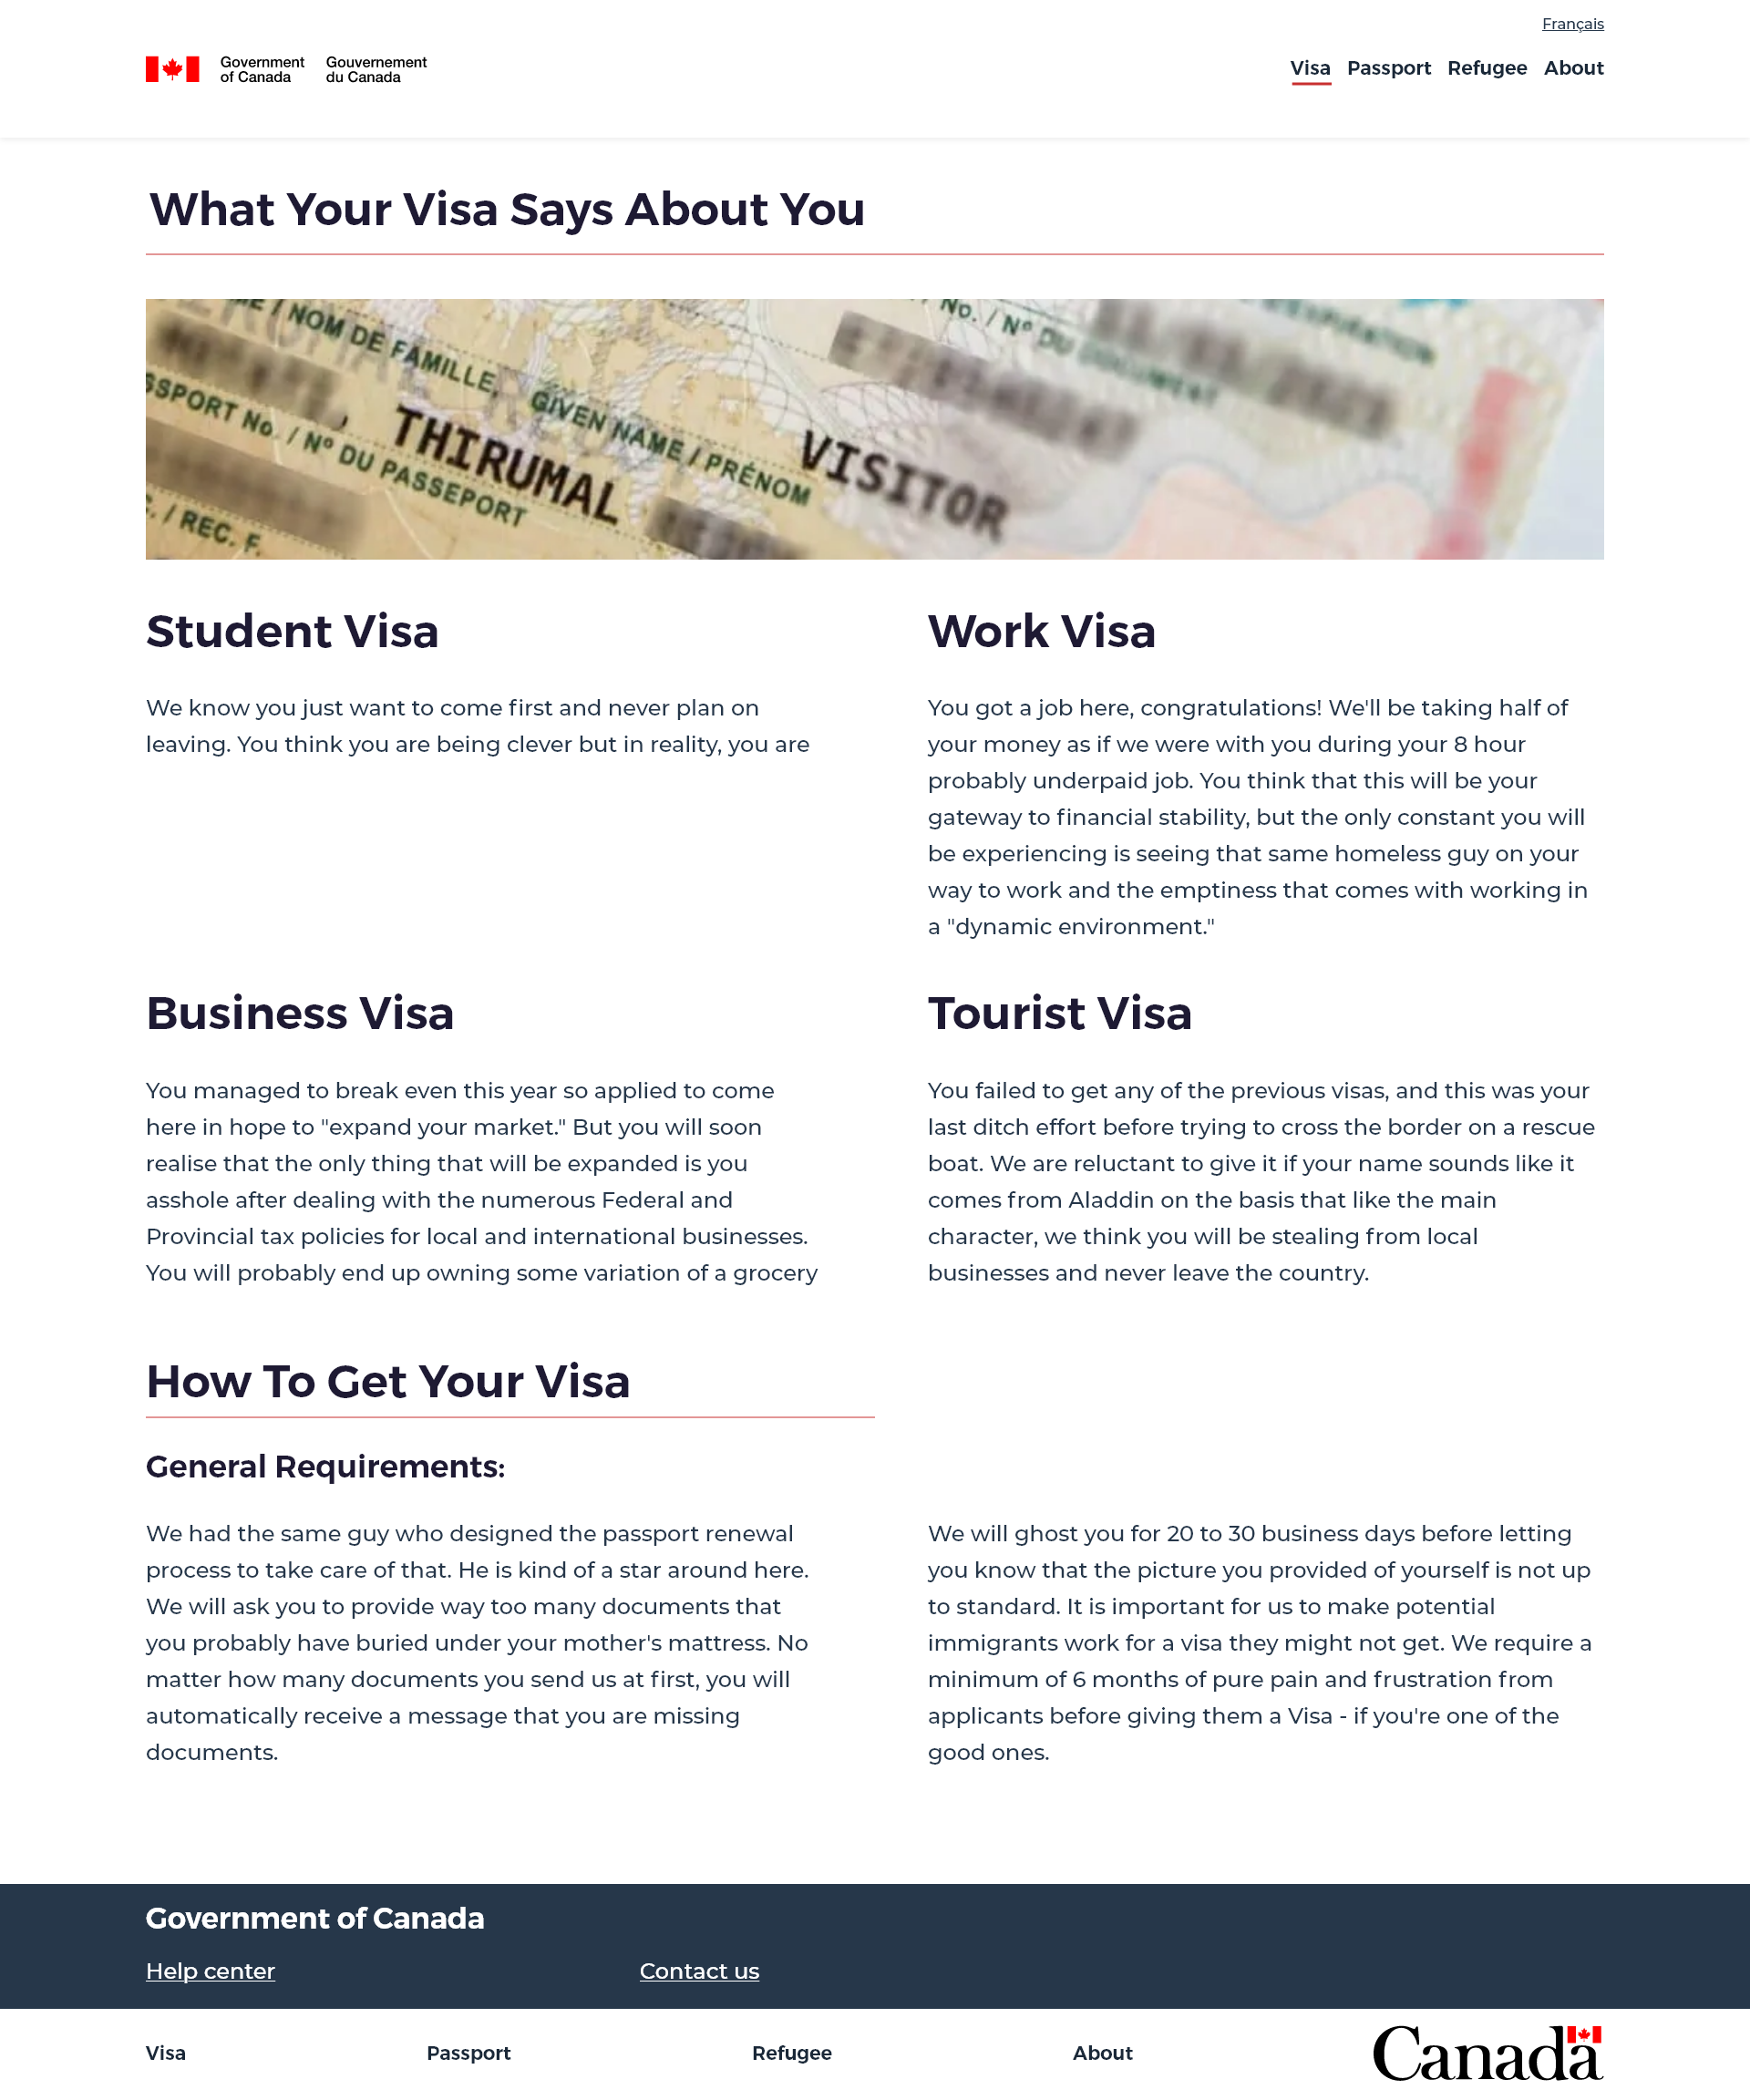 Français
Government
of Canada
Gouvernement
du Canada
Visa Passport Refugee About
What Your Visa Says About You
/ NOM DE FAMILLE,
GIVEN NAME / PRÉNOM
No. / Nº DU DOCUMENT
THIRUMAL
VISITOR
SSPORT No. / Nº DU PASSEPORT
/ REC. F.
Student Visa
We know you just want to come first and never plan on
leaving. You think you are being clever but in reality, you are
Work Visa
You got a job here, congratulations! We'll be taking half of
your money as if we were with you during your 8 hour
probably underpaid job. You think that this will be your
gateway to financial stability, but the only constant you will
be experiencing is seeing that same homeless guy on your
way to work and the emptiness that comes with working in
a "dynamic environment."
Business Visa
You managed to break even this year so applied to come
here in hope to "expand your market." But you will soon
realise that the only thing that will be expanded is you
asshole after dealing with the numerous Federal and
Provincial tax policies for local and international businesses.
You will probably end up owning some variation of a grocery
Tourist Visa
You failed to get any of the previous visas, and this was your
last ditch effort before trying to cross the border on a rescue
boat. We are reluctant to give it if your name sounds like it
comes from Aladdin on the basis that like the main
character, we think you will be stealing from local
businesses and never leave the country.
How To Get Your Visa
General Requirements:
We had the same guy who designed the passport renewal
process to take care of that. He is kind of a star around here.
We will ask you to provide way too many documents that
you probably have buried under your mother's mattress. No
matter how many documents you send us at first, you will
automatically receive a message that you are missing
documents.
We will ghost you for 20 to 30 business days before letting
you know that the picture you provided of yourself is not up
to standard. It is important for us to make potential
immigrants work for a visa they might not get. We require a
minimum of 6 months of pure pain and frustration from
applicants before giving them a Visa - if you're one of the
good ones.
Government of Canada
Help center
Contact us
Visa
Passport
Refugee
About
Canada